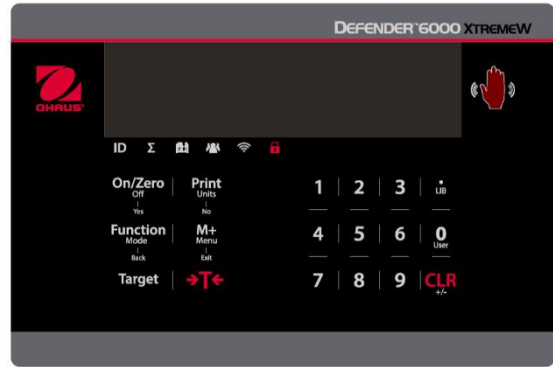 DEFENDER™6000 XTREMEW
OHAUS®
ID Σ
On/Zero Print 1 2 3 .
Off Units LIB
Yes No
Function M+ 4 5 6 0
Mode Menu User
Back Exit
Target →T← 7 8 9 CLR
+/-